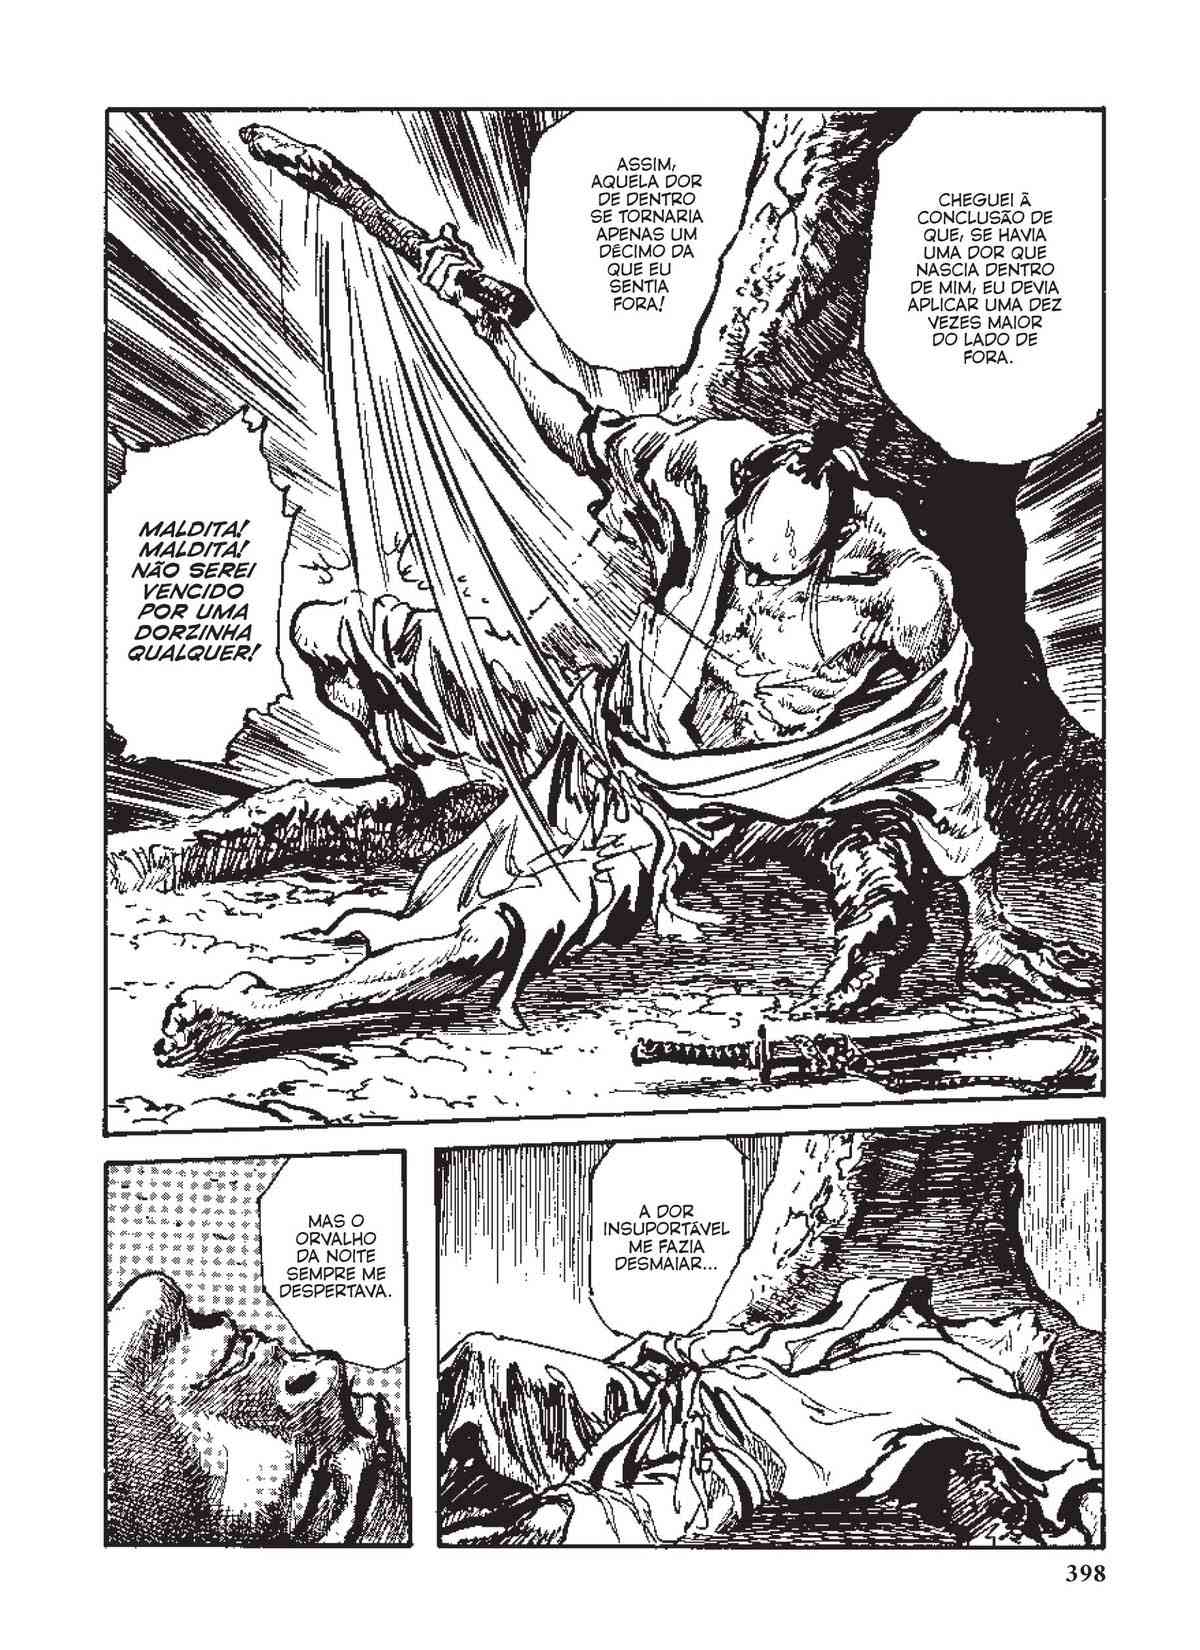 CHEGUEI À
CONCLUSÃO DE
QUE, SE HAVIA
UMA DOR QUE
NASCIA DENTRO
DE MIM, EU DEVIA
APLICAR UMA DEZ
VEZES MAIOR
DO LADO DE
FORA.
ASSIM,
AQUELA DOR
DE DENTRO
SE TORNARIA
APENAS UM
DÉCIMO DA
QUE EU
SENTIA
FORA!
MALDITA!
MALDITA!
NÃO SEREI
VENCIDO
POR UMA
DORZINHA
QUALQUER!
A DOR
INSUPORTÁVEL
ME FAZIA
DESMAIAR...
MAS O
ORVALHO
DA NOITE
SEMPRE ME
DESPERTAVA.
398